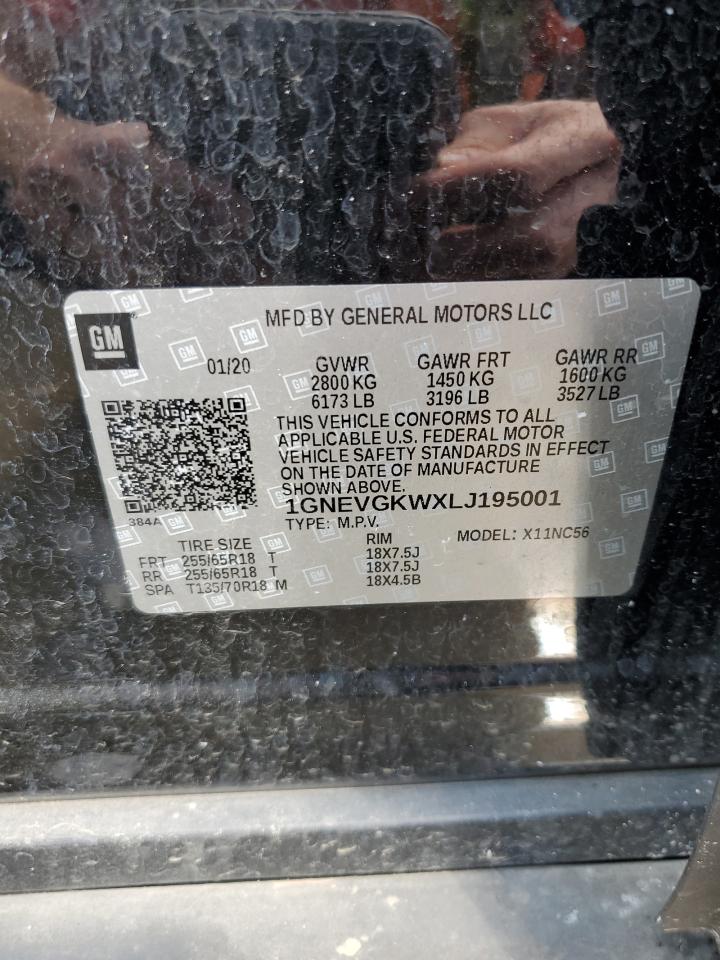 GM
MFD BY GENERAL MOTORS LLC
01/20 GVWR GAWR FRT GAWR RR
2800 KG 1450 KG 1600 KG
6173 LB 3196 LB 3527 LB
THIS VEHICLE CONFORMS TO ALL
APPLICABLE U.S. FEDERAL MOTOR
VEHICLE SAFETY STANDARDS IN EFFECT
ON THE DATE OF MANUFACTURE
SHOWN ABOVE.
1GNEVGKWXLJ195001
384A TYPE: M.P.V. MODEL: X11NC56
TIRE SIZE RIM
FRT 255/65R18 T 18X7.5J
RR 255/65R18 T 18X7.5J
SPA T135/70R18 M 18X4.5B